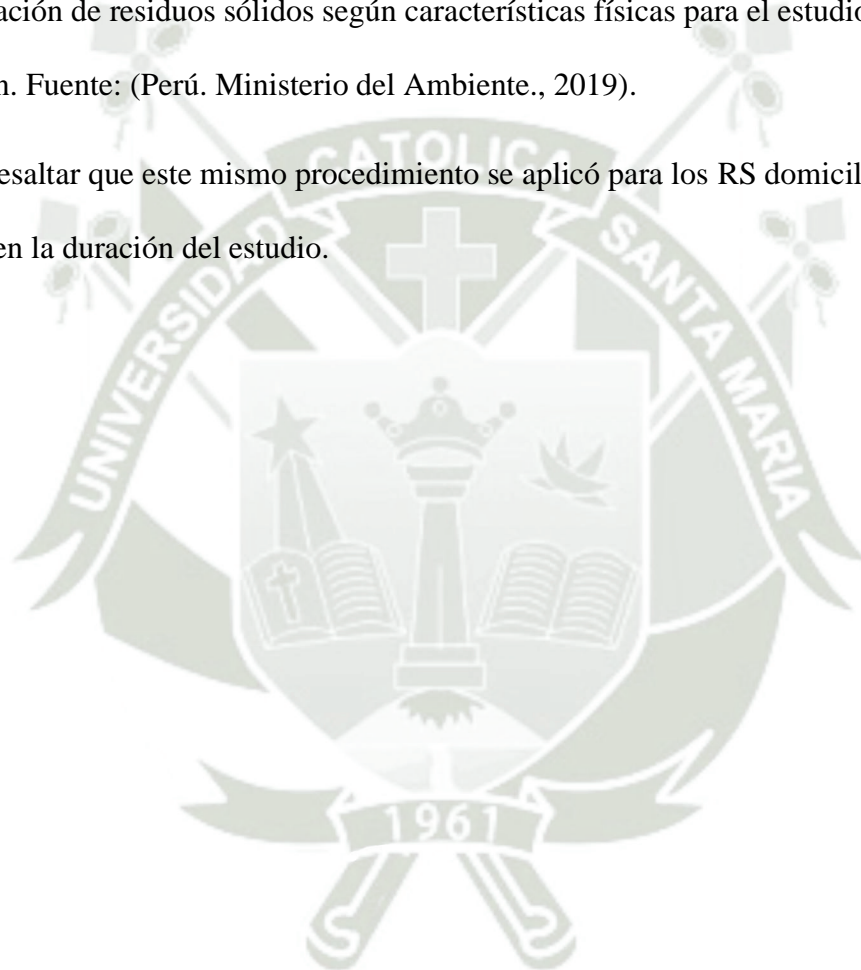 ación de residuos sólidos según características físicas para el estudio
n. Fuente: (Perú. Ministerio del Ambiente., 2019).
esaltar que este mismo procedimiento se aplicó para los RS domicil
en la duración del estudio.
UNIVERSIDAD CATOLICA SANTA MARIA
1961